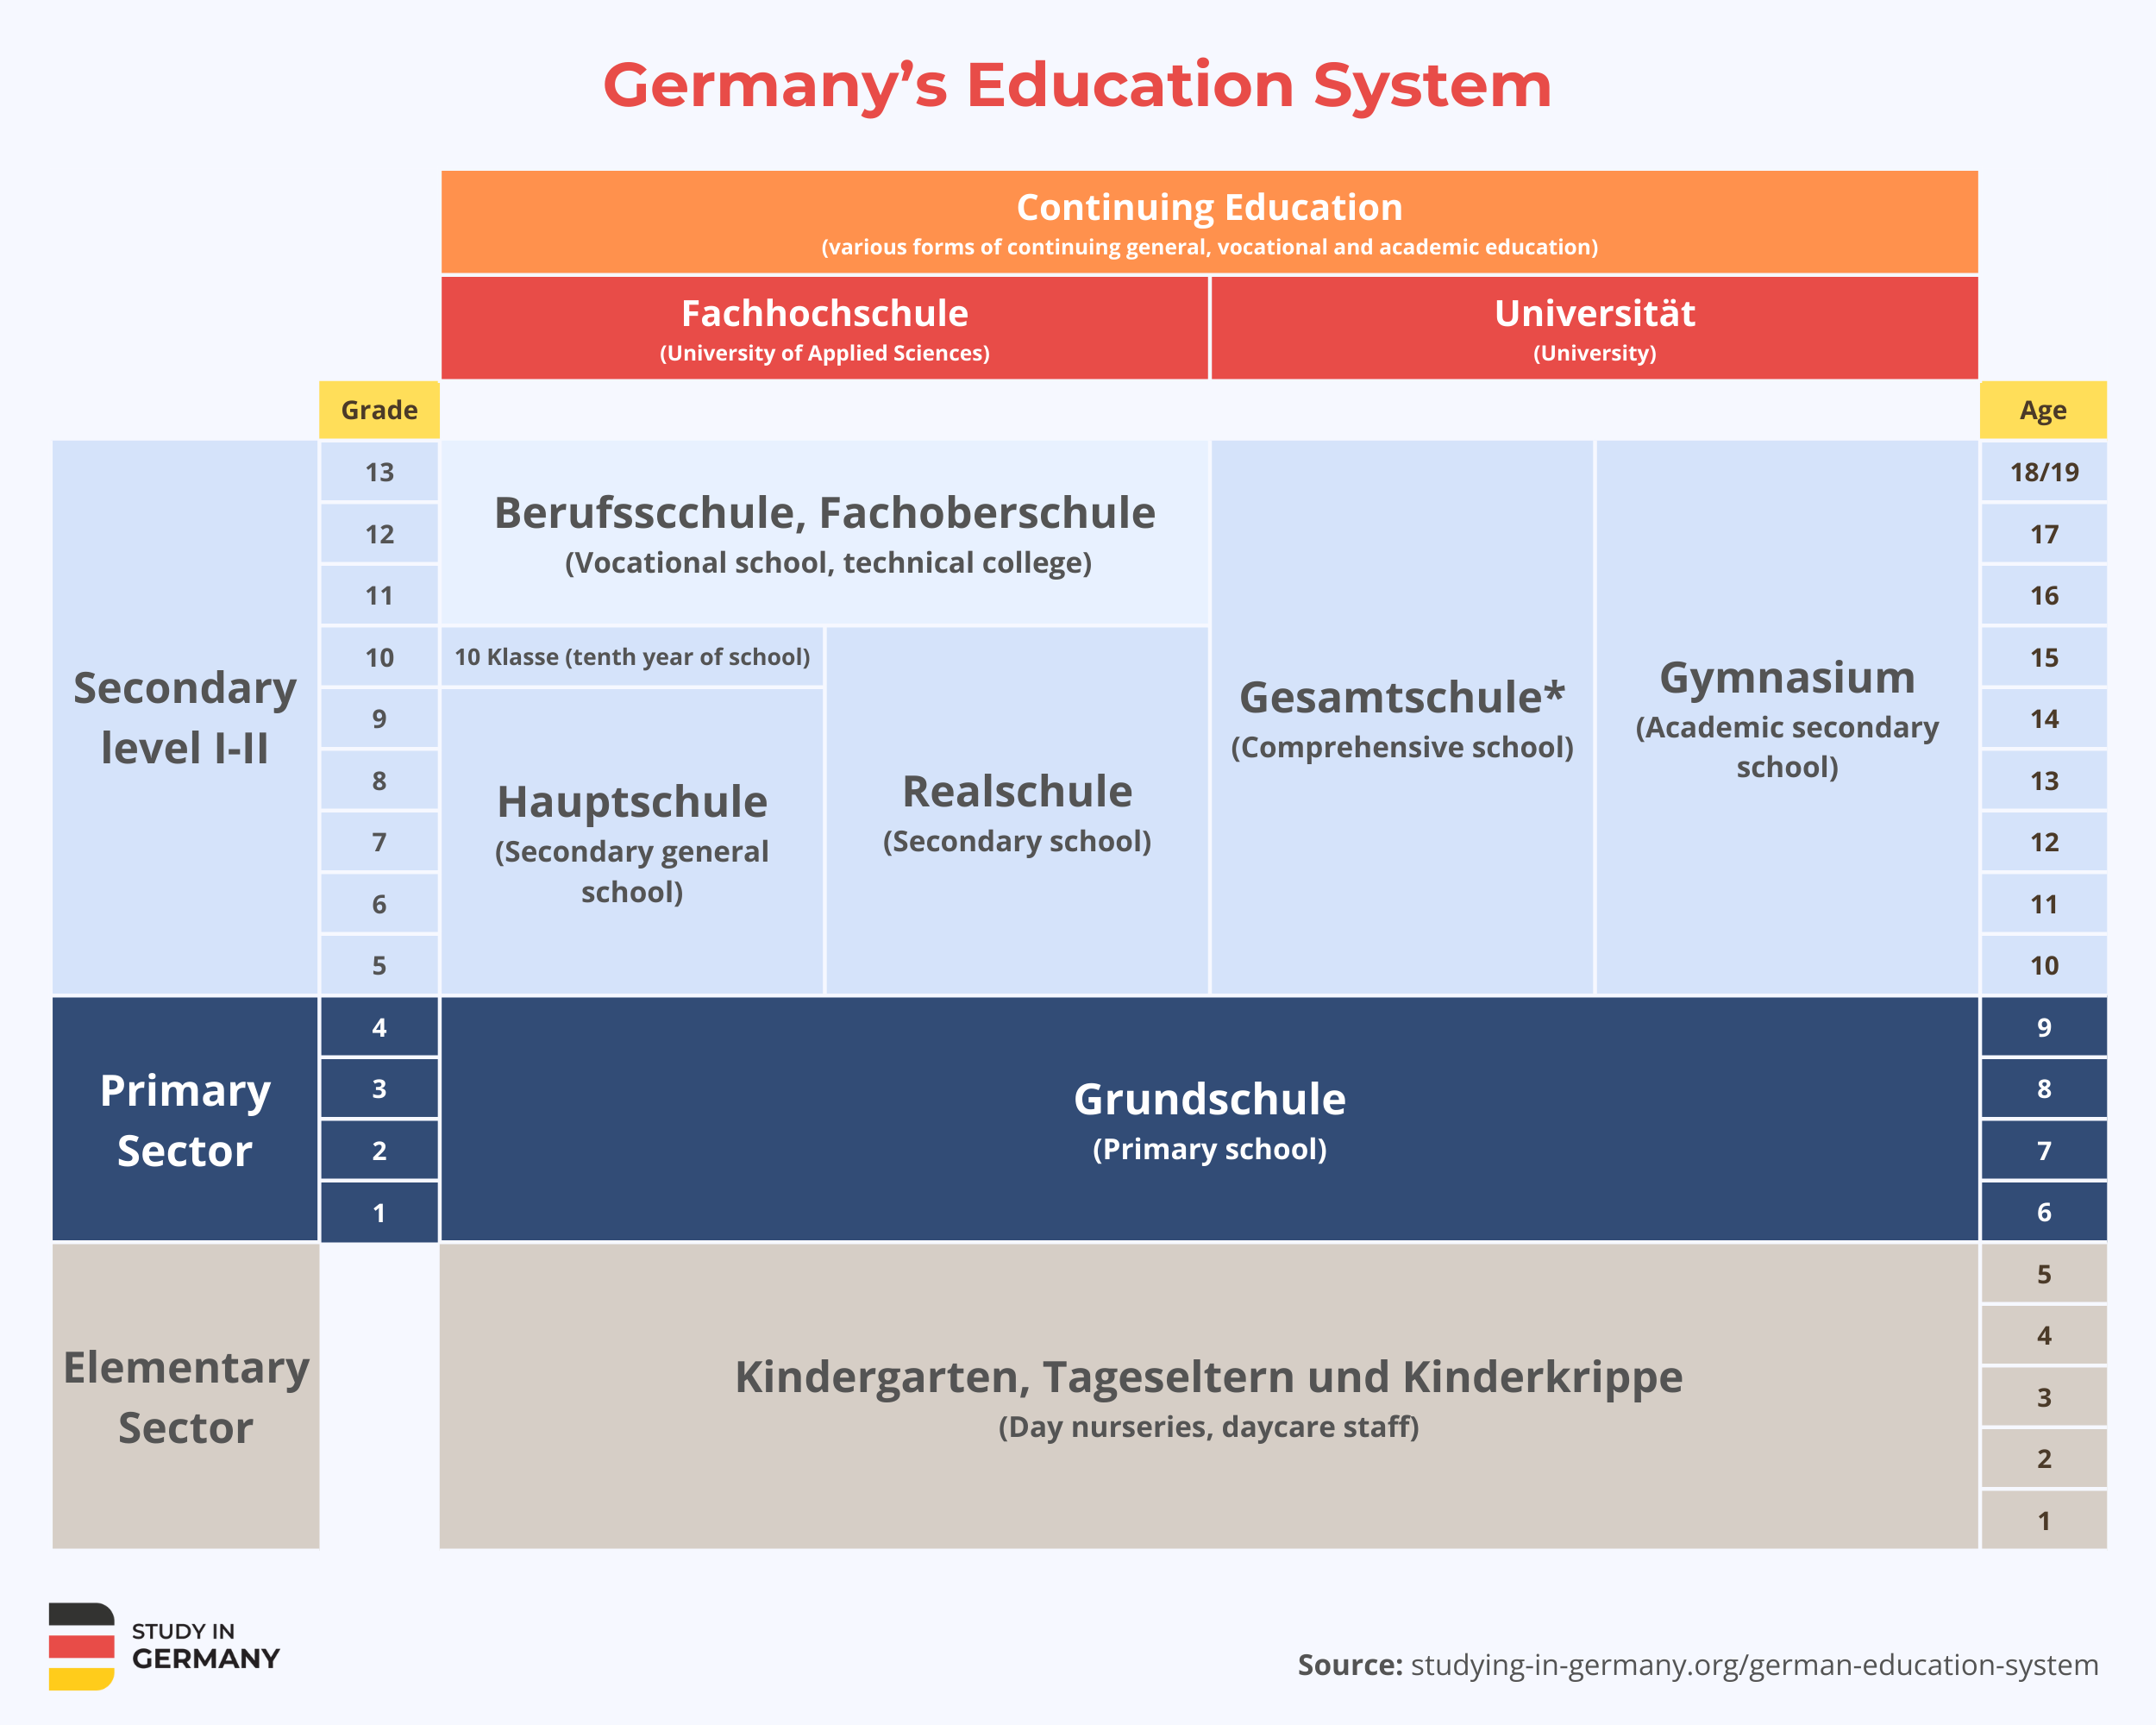 Germany’s Education System
Continuing Education
(various forms of continuing general, vocational and academic education)
Fachhochschule
(University of Applied Sciences)
Universität
(University)
Grade
Age
Secondary
level I-II
13
12
11
10
9
8
7
6
5
Berufsscchule, Fachoberschule
(Vocational school, technical college)
10 Klasse (tenth year of school)
Hauptschule
(Secondary general
school)
Realschule
(Secondary school)
Gesamtschule*
(Comprehensive school)
Gymnasium
(Academic secondary
school)
18/19
17
16
15
14
13
12
11
10
Primary
Sector
4
3
2
1
Grundschule
(Primary school)
9
8
7
6
Elementary
Sector
Kindergarten, Tageseltern und Kinderkrippe
(Day nurseries, daycare staff)
5
4
3
2
1
STUDY IN
GERMANY
Source: studying-in-germany.org/german-education-system